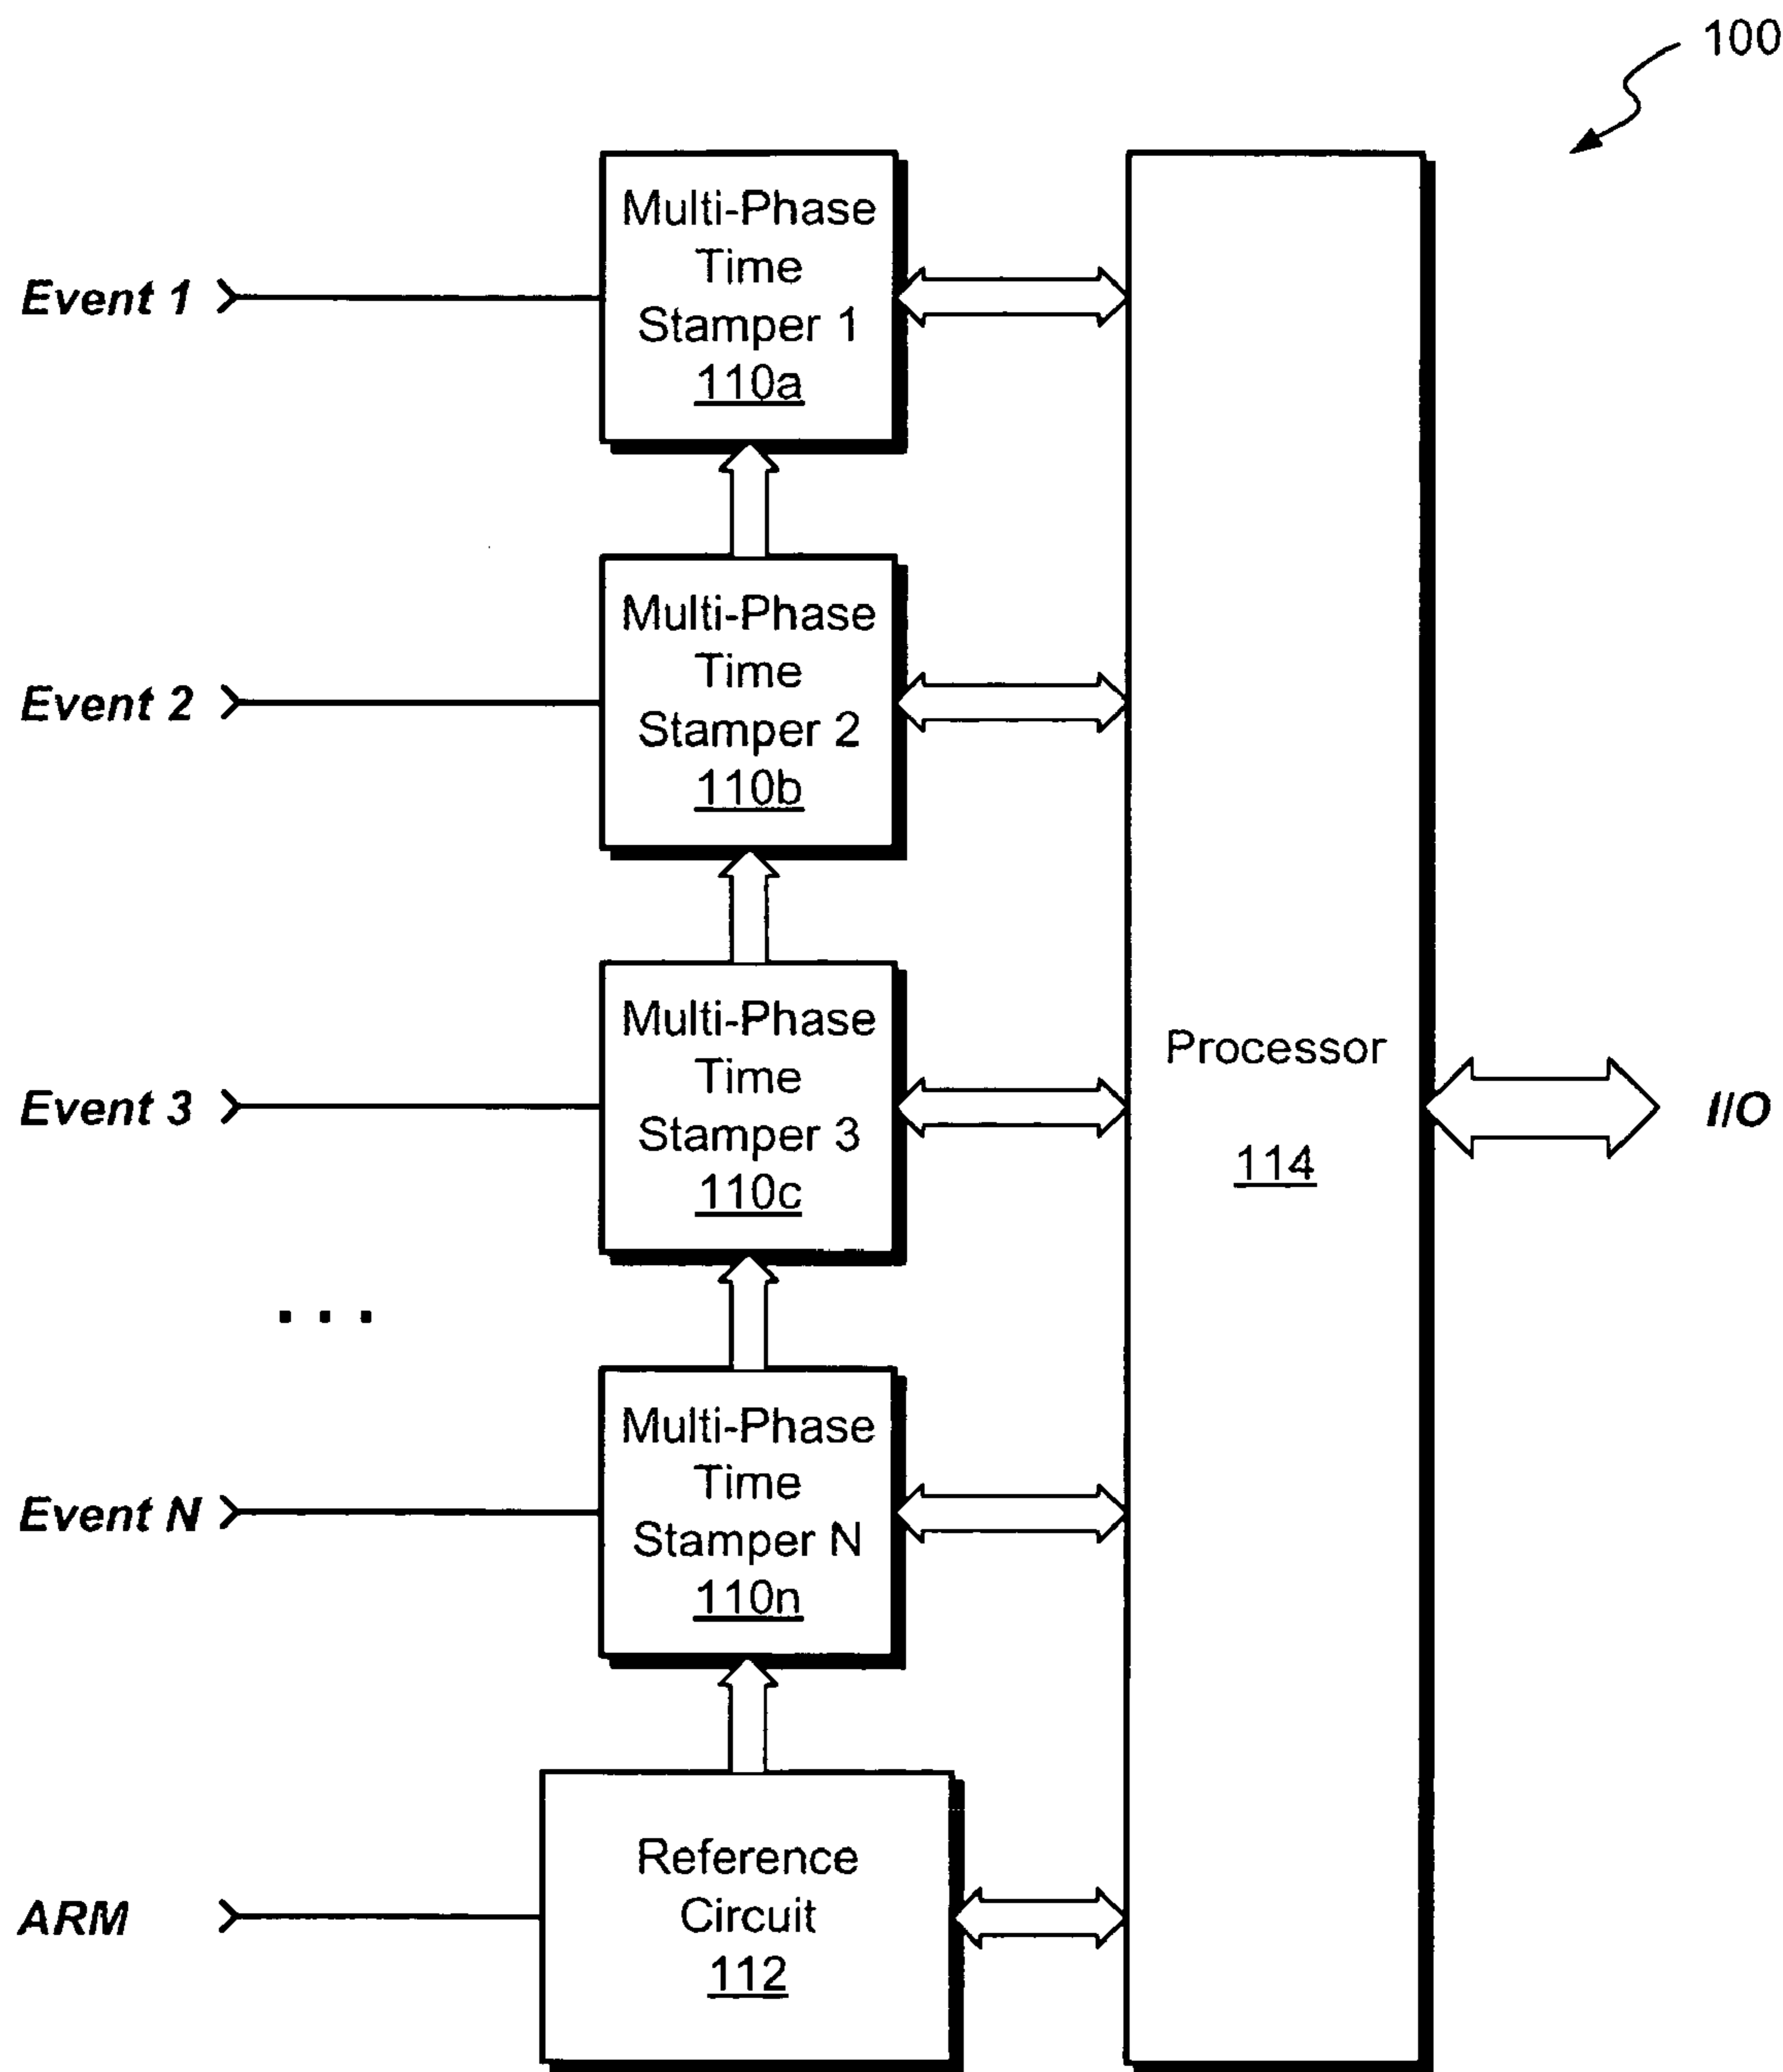 100
Multi-Phase
Time
Stamper 1
110a
Event 1
Multi-Phase
Time
Stamper 2
110b
Event 2
Multi-Phase
Time
Stamper 3
110c
Event 3
Processor
114
I/O
...
Multi-Phase
Time
Stamper N
110n
Event N
Reference
Circuit
112
ARM